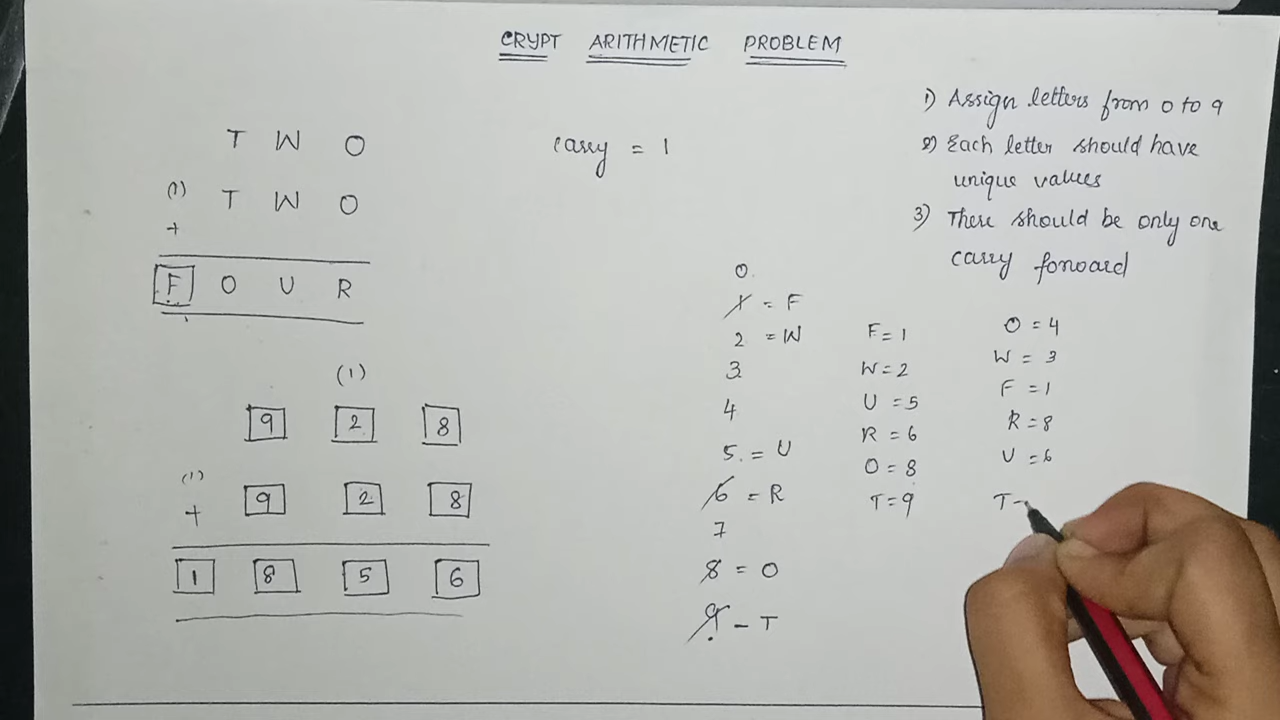 CRYPT ARITHMETIC PROBLEM
T W O
(1) T W O
+
F O U R
carry = 1
1) Assign letters from 0 to 9
2) Each letter should have
unique values
3) There should be only one
carry forward
(1)
9 2 8
(1)
+ 9 2 8
1 8 5 6
0.
1 = F
2 = W
3
4
5. = U
6 = R
7
8 = O
9 - T
F = 1
W = 2
U = 5
R = 6
O = 8
T = 9
O = 4
W = 3
F = 1
R = 8
U = 6
T -